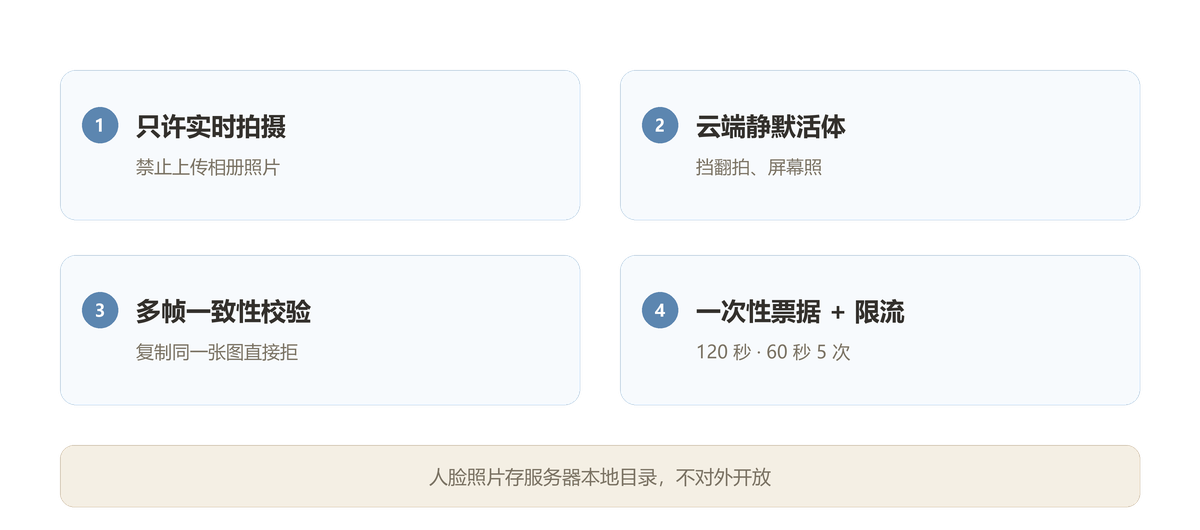 1 只许实时拍摄
禁止上传相册照片
2 云端静默活体
挡翻拍、屏幕照
3 多帧一致性校验
复制同一张图直接拒
4 一次性票据 + 限流
120 秒 · 60 秒 5 次
人脸照片存服务器本地目录，不对外开放